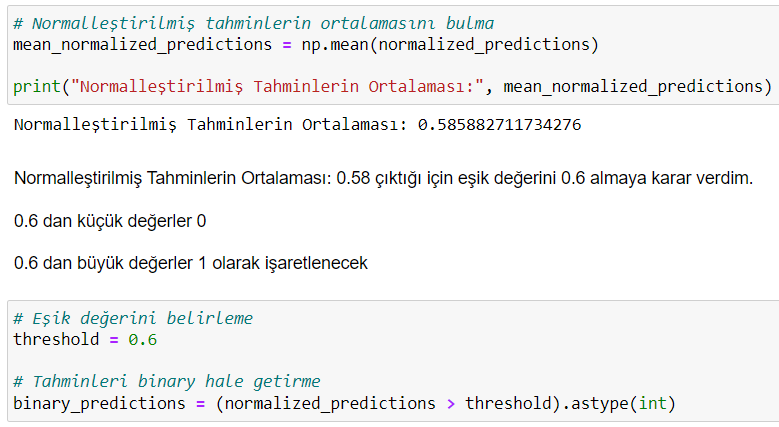 # Normalleştirilmiş tahminlerin ortalamasını bulma
mean_normalized_predictions = np.mean(normalized_predictions)
print("Normalleştirilmiş Tahminlerin Ortalaması:", mean_normalized_predictions)
Normalleştirilmiş Tahminlerin Ortalaması: 0.585882711734276
Normalleştirilmiş Tahminlerin Ortalaması: 0.58 çıktığı için eşik değerini 0.6 almaya karar verdim.
0.6 dan küçük değerler 0
0.6 dan büyük değerler 1 olarak işaretlenecek
# Eşik değerini belirleme
threshold = 0.6
# Tahminleri binary hale getirme
binary_predictions = (normalized_predictions > threshold).astype(int)